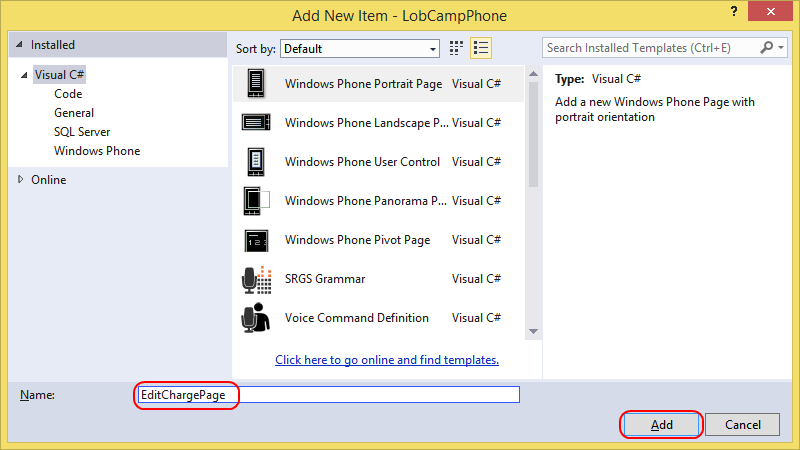 Add New Item - LobCampPhone
?
Installed
Visual C#
Code
General
SQL Server
Windows Phone
Online
Sort by: Default
Windows Phone Portrait Page Visual C#
Windows Phone Landscape P... Visual C#
Windows Phone User Control Visual C#
Windows Phone Panorama P... Visual C#
Windows Phone Pivot Page Visual C#
SRGS Grammar Visual C#
Voice Command Definition Visual C#
Click here to go online and find templates.
Search Installed Templates (Ctrl+E)
Type: Visual C#
Add a new Windows Phone Page with
portrait orientation
Name: EditChargePage
Add Cancel